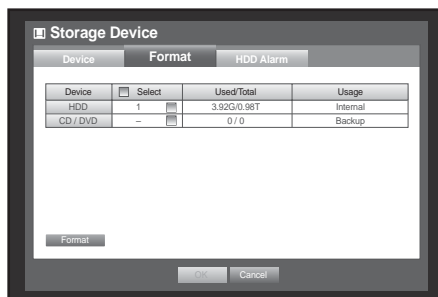 Storage Device
Device Format HDD Alarm
Device Select Used/Total Usage
HDD 1 3.92G/0.98T Internal
CD / DVD – 0 / 0 Backup
Format
OK Cancel